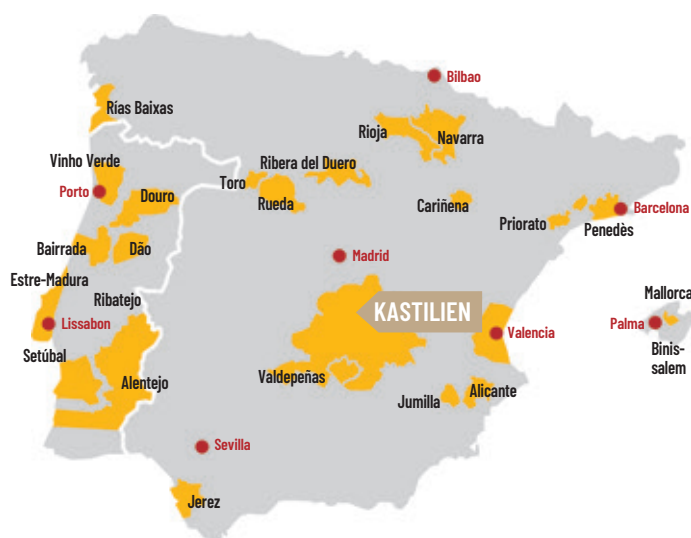 Bilbao
Rías Baixas
Rioja
Navarra
Vinho Verde
Ribera del Duero
Toro
Porto
Douro
Rueda
Cariñena
Barcelona
Priorato
Penedès
Bairrada
Dão
Madrid
Estre-Madura
Ribatejo
Mallorca
KASTILIEN
Lissabon
Valencia
Palma
Binis-
salem
Setúbal
Valdepeñas
Alentejo
Alicante
Jumilla
Sevilla
Jerez